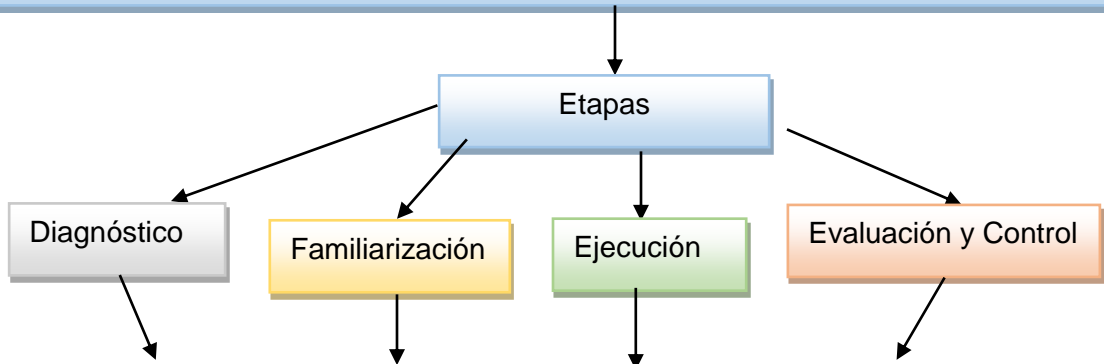 Etapas
Diagnóstico
Familiarización
Ejecución
Evaluación y Control